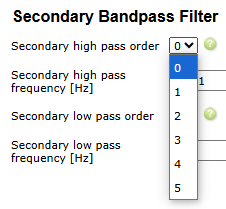 Secondary Bandpass Filter
Secondary high pass order 0 ?
0
Secondary high pass
frequency [Hz] 1
1
Secondary low pass order ?
2
3
Secondary low pass
frequency [Hz]
4
5